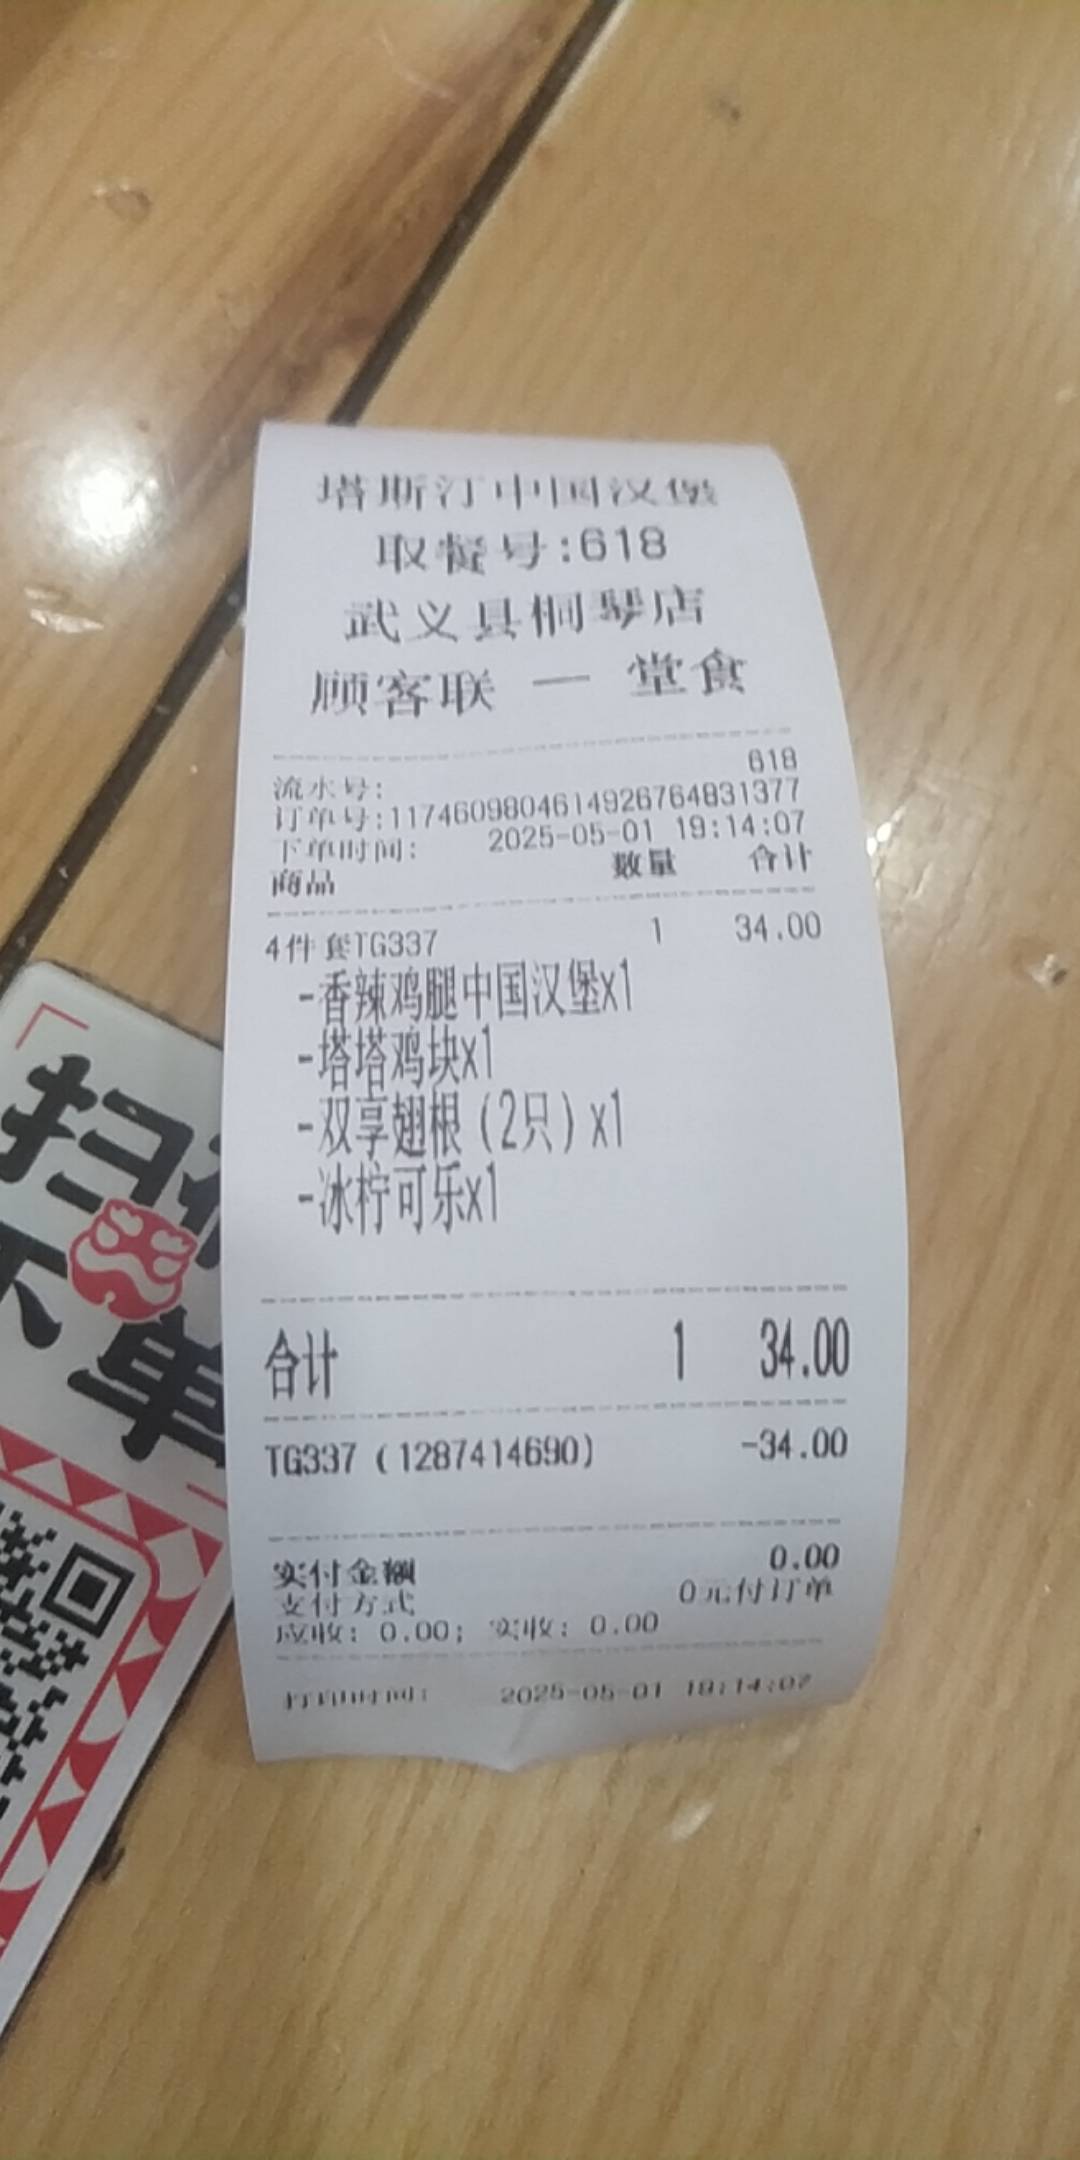 塔斯汀中国汉堡
取餐号:618
武义县桐琴店
顾客联 一 堂食
流水号: 618
订单号:1174609804614926764831377
下单时间: 2025-05-01 19:14:07
商品 数量 合计
4件套TG337 1 34.00
-香辣鸡腿中国汉堡x1
-塔塔鸡块x1
-双享翅根(2只)x1
-冰柠可乐x1
合计 1 34.00
TG337(1287414690) -34.00
实付金额 0.00
支付方式 0元付订单
应收: 0.00; 实收: 0.00
打印时间: 2025-05-01 19:14:07
扫
下单